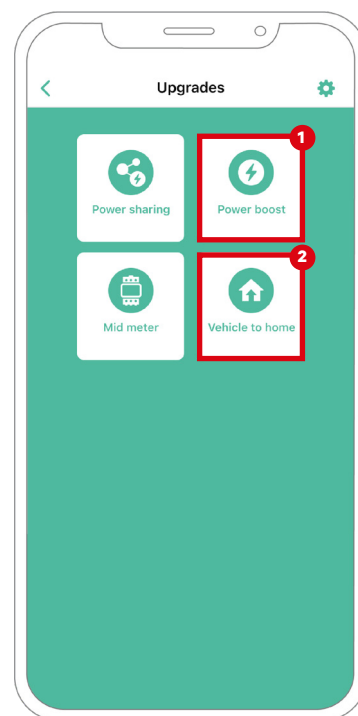 Upgrades
1
Power sharing
Power boost
2
Mid meter
Vehicle to home